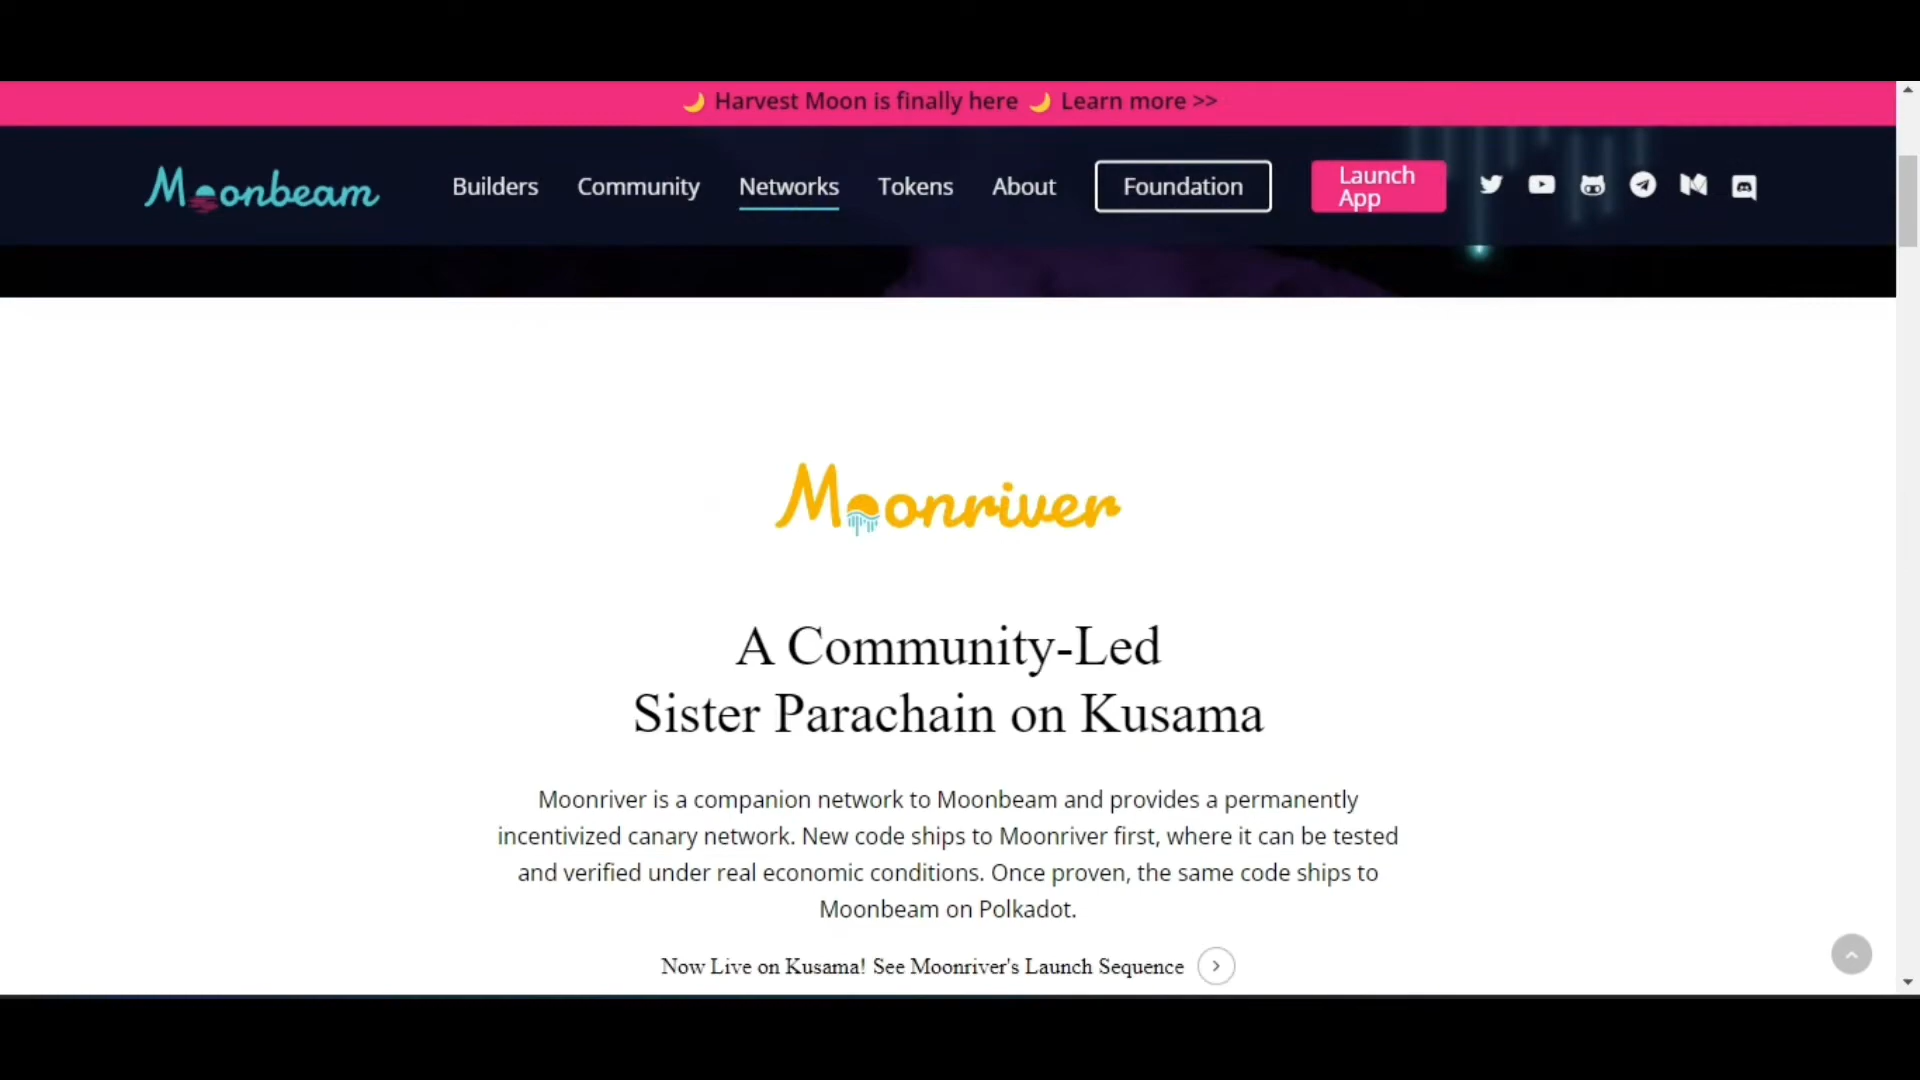 🌙 Harvest Moon is finally here 🌙 Learn more >>
Moonbeam Builders Community Networks Tokens About Foundation Launch App
Moonriver
A Community-Led
Sister Parachain on Kusama
Moonriver is a companion network to Moonbeam and provides a permanently
incentivized canary network. New code ships to Moonriver first, where it can be tested
and verified under real economic conditions. Once proven, the same code ships to
Moonbeam on Polkadot.
Now Live on Kusama! See Moonriver's Launch Sequence